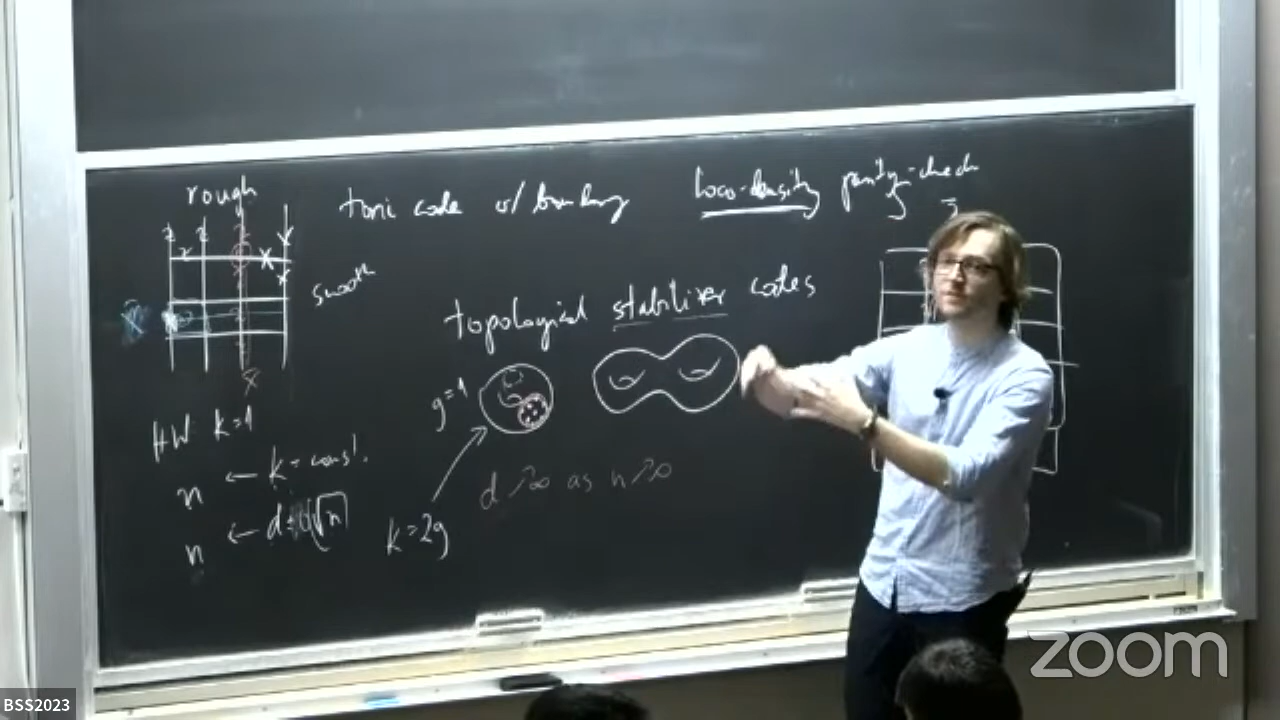 rough
toric code w/ boundary
low-density parity-check
smooth
topological stabilizer codes
g=1
HW k=1
n ← k = const.
n ←
k=2g
d ↗∞ as n↗∞
BSS2023
zoom